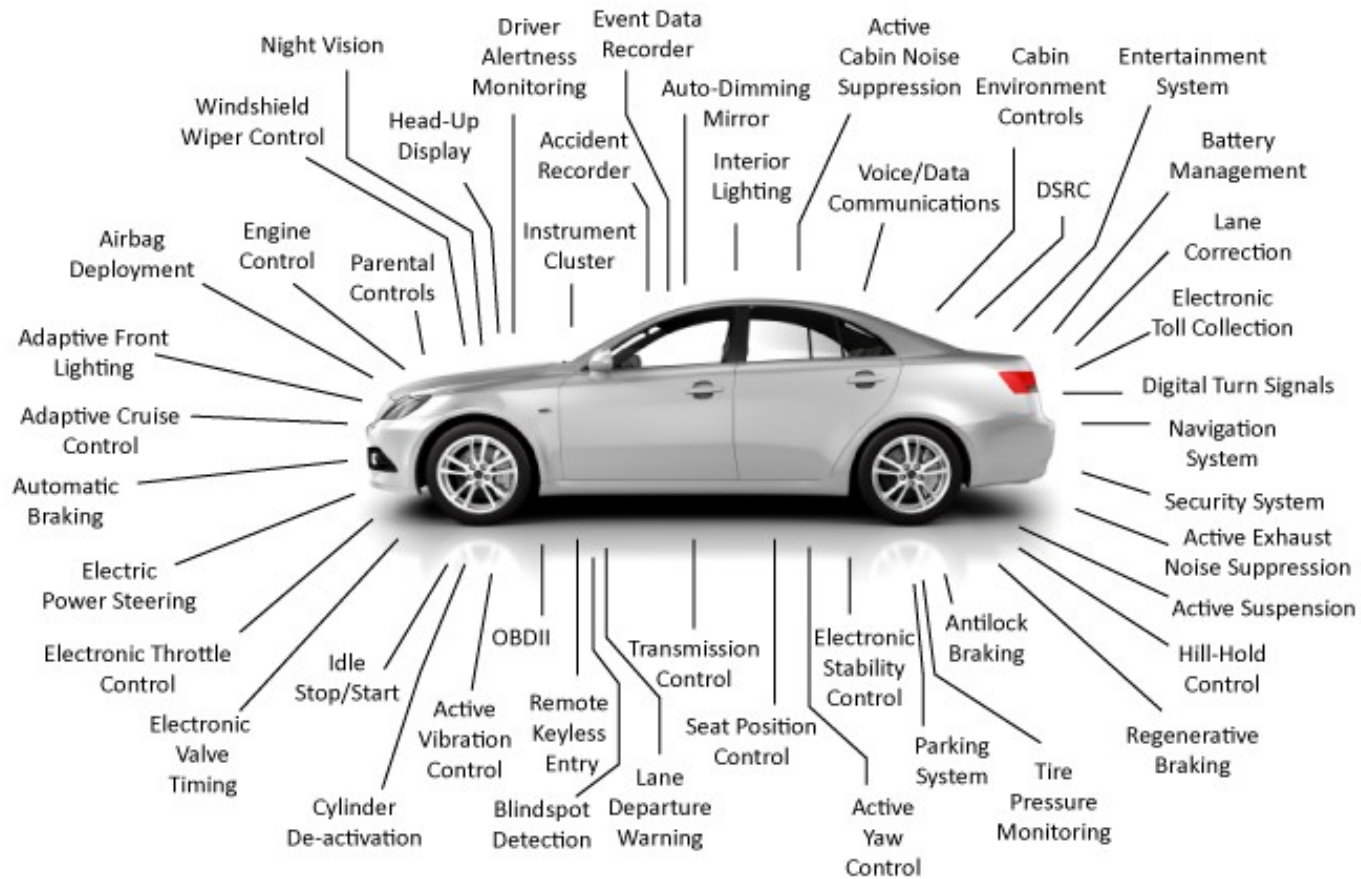 Night Vision
Driver
Alertness
Monitoring
Event Data
Recorder
Active
Cabin Noise
Suppression
Cabin
Environment
Controls
Entertainment
System
Windshield
Wiper Control
Head-Up
Display
Accident
Recorder
Auto-Dimming
Mirror
Interior
Lighting
Voice/Data
Communications
DSRC
Battery
Management
Airbag
Deployment
Engine
Control
Parental
Controls
Instrument
Cluster
Lane
Correction
Electronic
Toll Collection
Adaptive Front
Lighting
Digital Turn Signals
Adaptive Cruise
Control
Navigation
System
Automatic
Braking
Security System
Electric
Power Steering
Active Exhaust
Noise Suppression
Active Suspension
Electronic Throttle
Control
Idle
Stop/Start
OBDII
Transmission
Control
Electronic
Stability
Control
Antilock
Braking
Hill-Hold
Control
Electronic
Valve
Timing
Active
Vibration
Control
Remote
Keyless
Entry
Seat Position
Control
Parking
System
Regenerative
Braking
Cylinder
De-activation
Blindspot
Detection
Lane
Departure
Warning
Active
Yaw
Control
Tire
Pressure
Monitoring